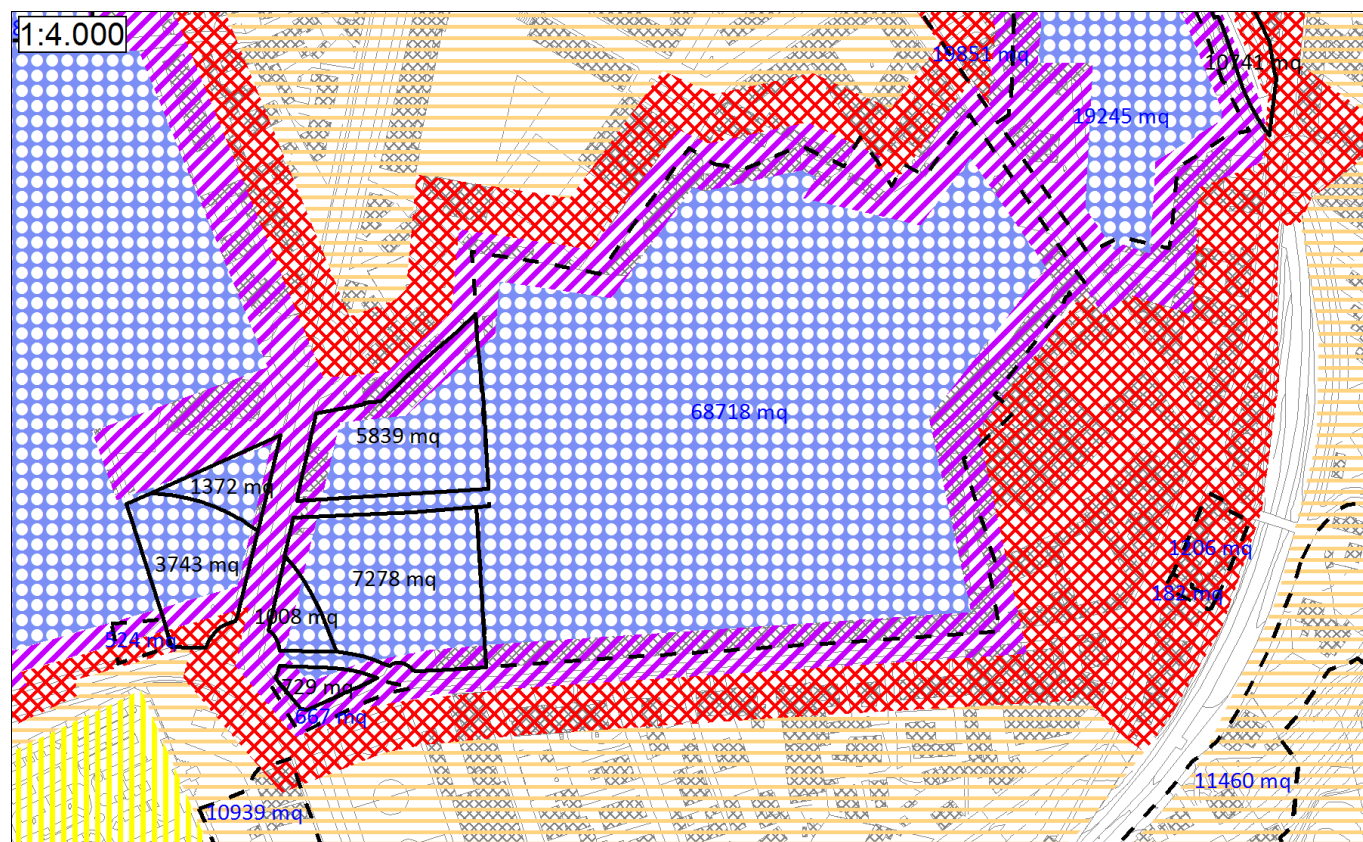 1:4.000
19851 mq
10741 mq
19245 mq
68718 mq
5839 mq
1372 mq
3743 mq
7278 mq
1206 mq
182 mq
1008 mq
524 mq
729 mq
667 mq
11460 mq
10939 mq